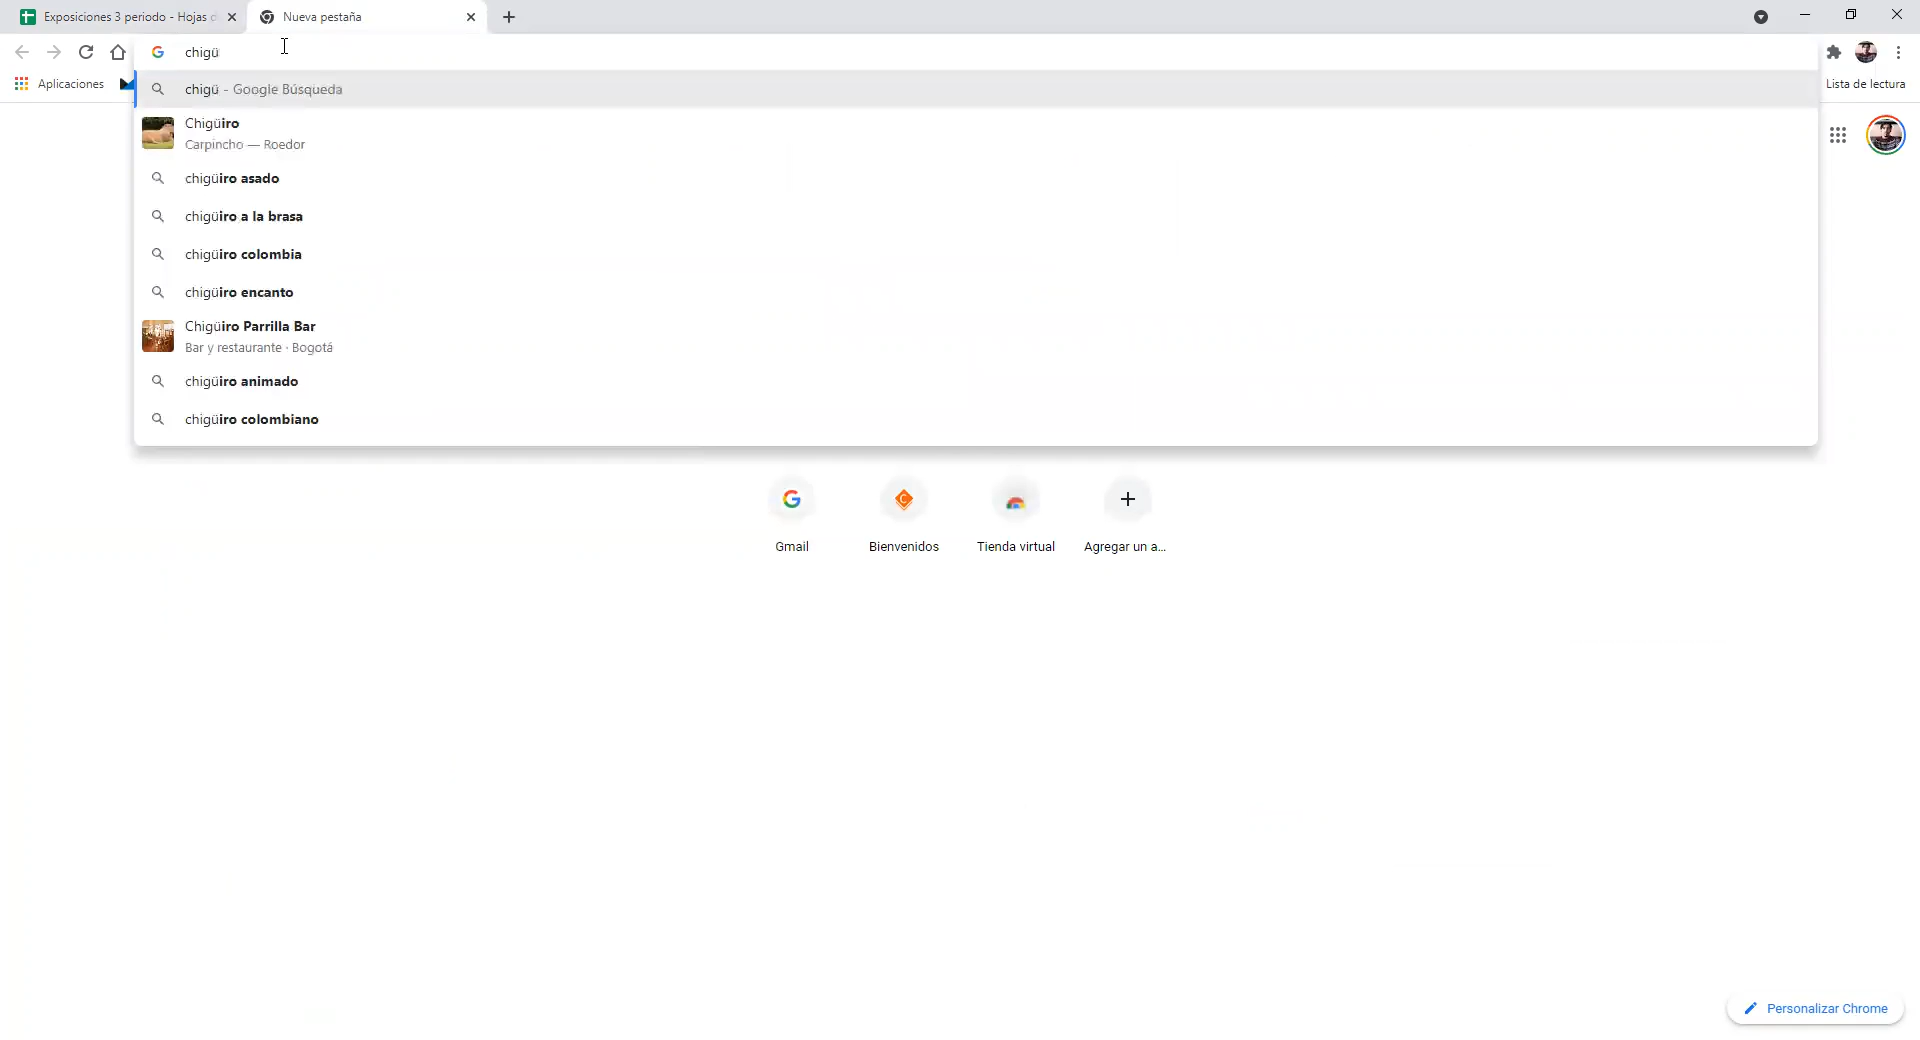 Exposiciones 3 periodo - Hojas d
Nueva pestaña
chigü
Aplicaciones
Lista de lectura
chigü - Google Búsqueda
Chigüiro
Carpincho — Roedor
chigüiro asado
chigüiro a la brasa
chigüiro colombia
chigüiro encanto
Chigüiro Parrilla Bar
Bar y restaurante · Bogotá
chigüiro animado
chigüiro colombiano
Gmail
Bienvenidos
Tienda virtual
Agregar un a...
Personalizar Chrome